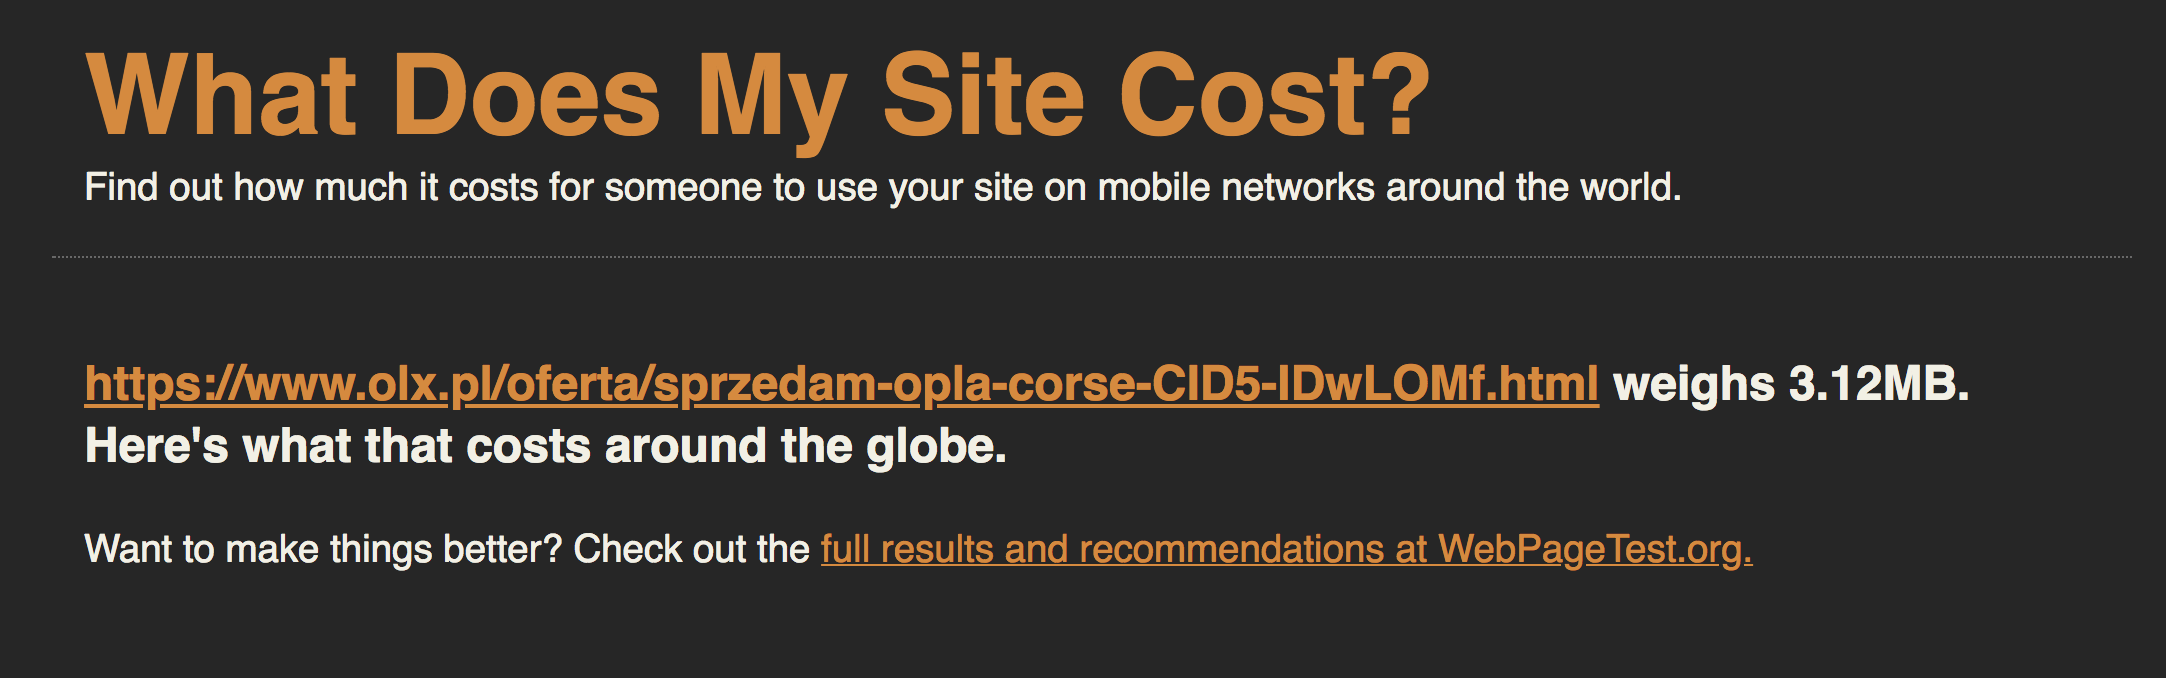 What Does My Site Cost?
Find out how much it costs for someone to use your site on mobile networks around the world.
https://www.olx.pl/oferta/sprzedam-opla-corse-CID5-IDwLOMf.html weighs 3.12MB.
Here's what that costs around the globe.
Want to make things better? Check out the full results and recommendations at WebPageTest.org.